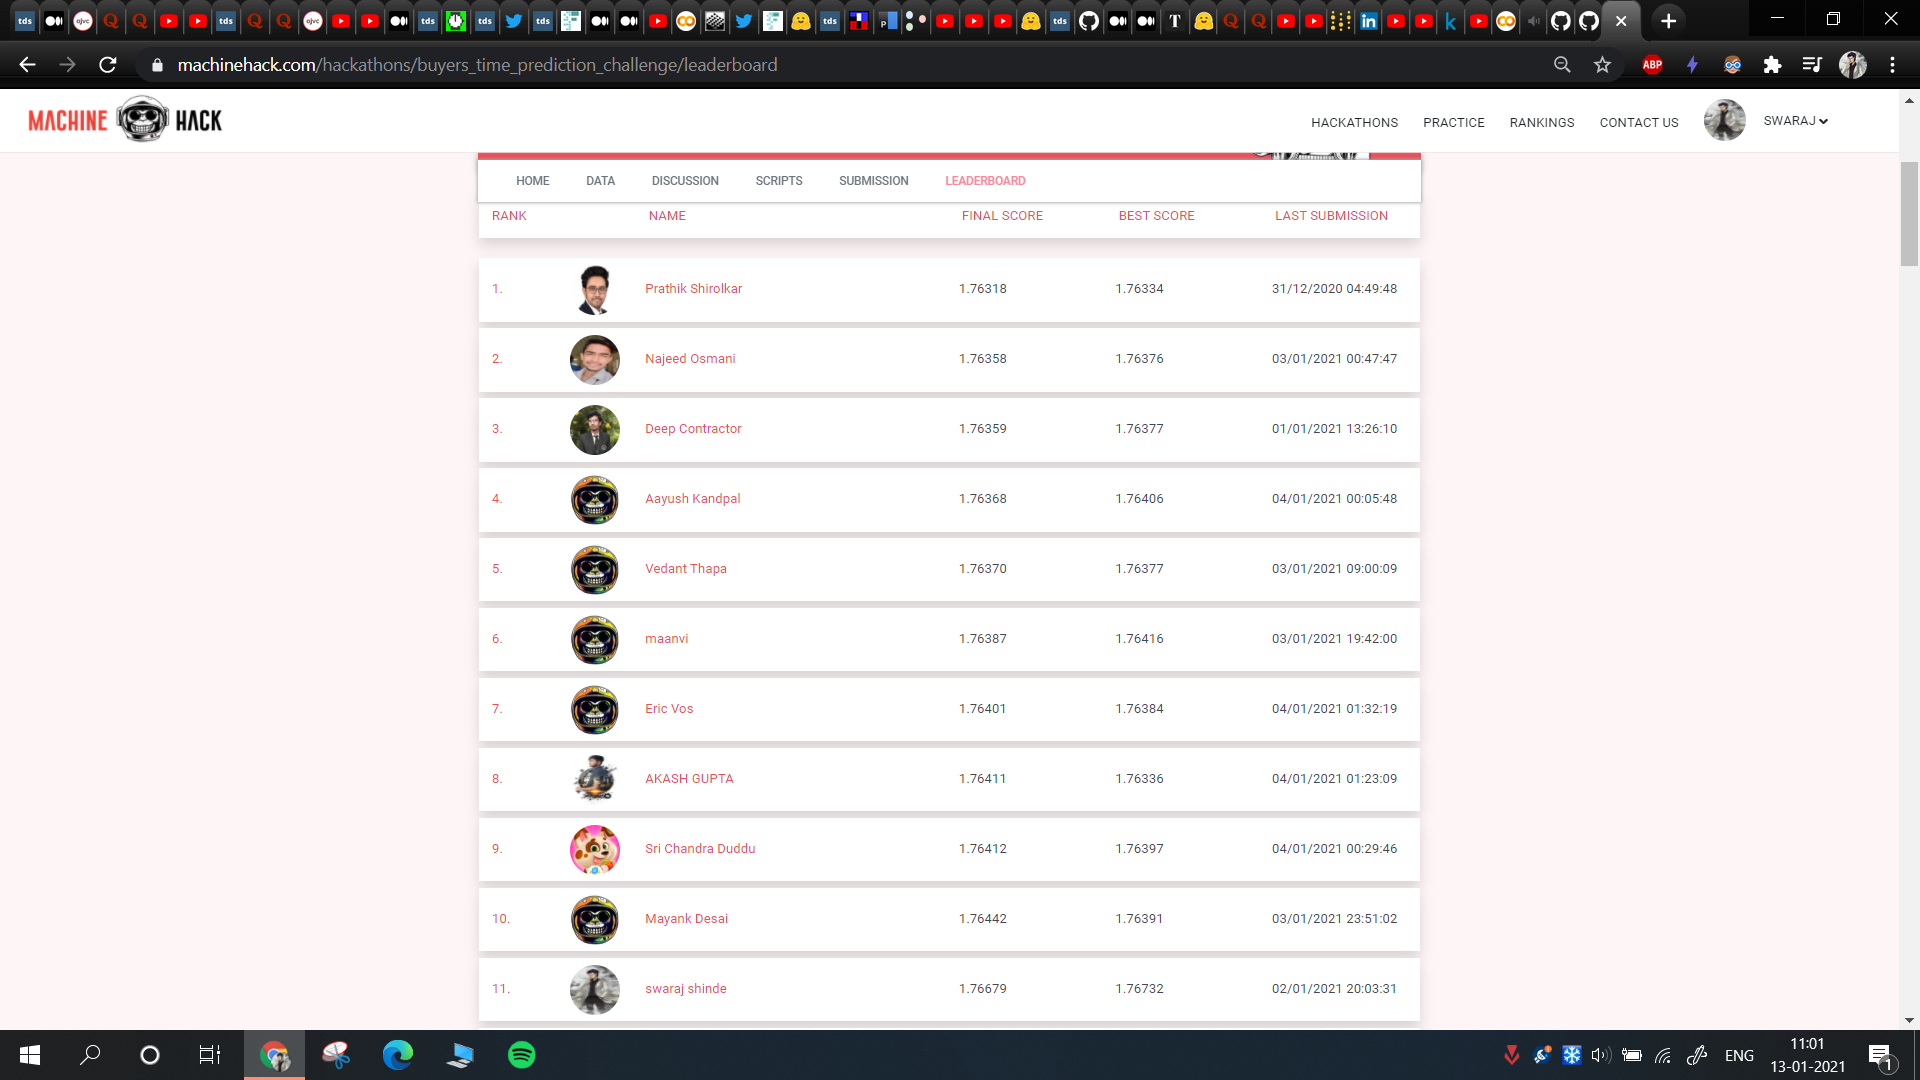 machinehack.com/hackathons/buyers_time_prediction_challenge/leaderboard
ABP
MACHINE HACK
HACKATHONS PRACTICE RANKINGS CONTACT US SWARAJ
HOME DATA DISCUSSION SCRIPTS SUBMISSION LEADERBOARD
RANK NAME FINAL SCORE BEST SCORE LAST SUBMISSION
1. Prathik Shirolkar 1.76318 1.76334 31/12/2020 04:49:48
2. Najeed Osmani 1.76358 1.76376 03/01/2021 00:47:47
3. Deep Contractor 1.76359 1.76377 01/01/2021 13:26:10
4. Aayush Kandpal 1.76368 1.76406 04/01/2021 00:05:48
5. Vedant Thapa 1.76370 1.76377 03/01/2021 09:00:09
6. maanvi 1.76387 1.76416 03/01/2021 19:42:00
7. Eric Vos 1.76401 1.76384 04/01/2021 01:32:19
8. AKASH GUPTA 1.76411 1.76336 04/01/2021 01:23:09
9. Sri Chandra Duddu 1.76412 1.76397 04/01/2021 00:29:46
10. Mayank Desai 1.76442 1.76391 03/01/2021 23:51:02
11. swaraj shinde 1.76679 1.76732 02/01/2021 20:03:31
ENG
11:01
13-01-2021
1